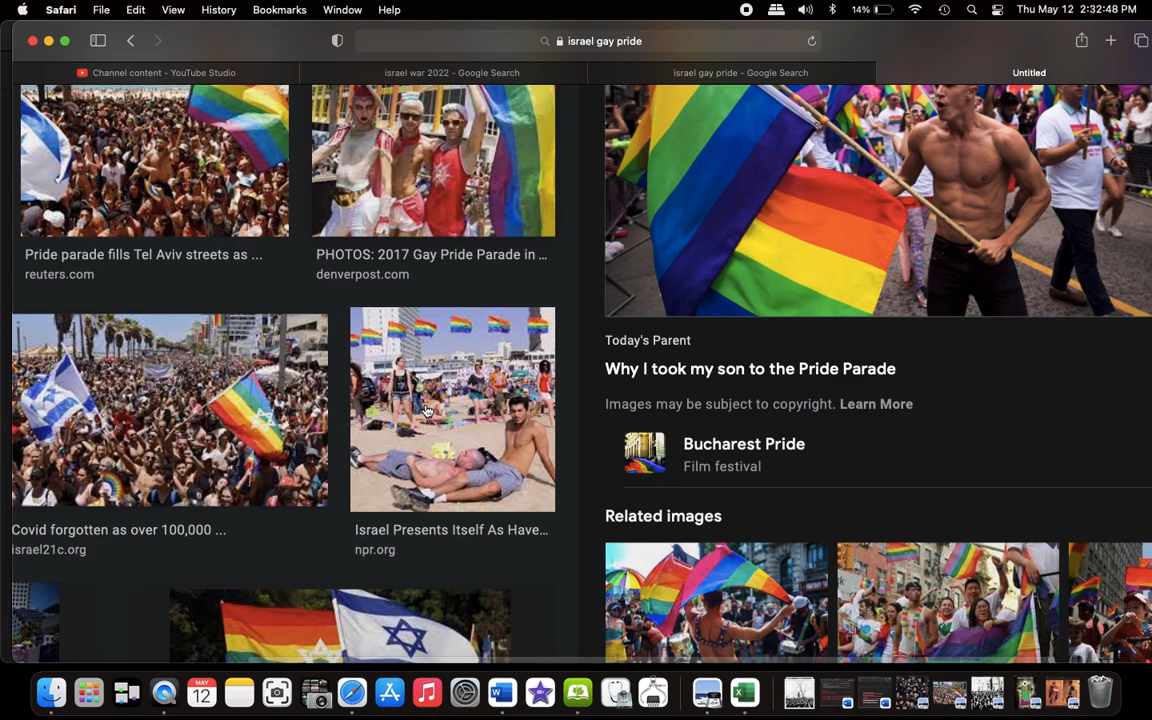 Safari File Edit View History Bookmarks Window Help 14% Thu May 12 2:32:48 PM
israel gay pride
Channel content - YouTube Studio
israel war 2022 - Google Search
israel gay pride - Google Search
Untitled
Pride parade fills Tel Aviv streets as ...
reuters.com
PHOTOS: 2017 Gay Pride Parade in ...
denverpost.com
Covid forgotten as over 100,000 ...
israel21c.org
Israel Presents Itself As Have...
npr.org
Today's Parent
Why I took my son to the Pride Parade
Images may be subject to copyright. Learn More
Bucharest Pride
Film festival
Related images
MAY
12